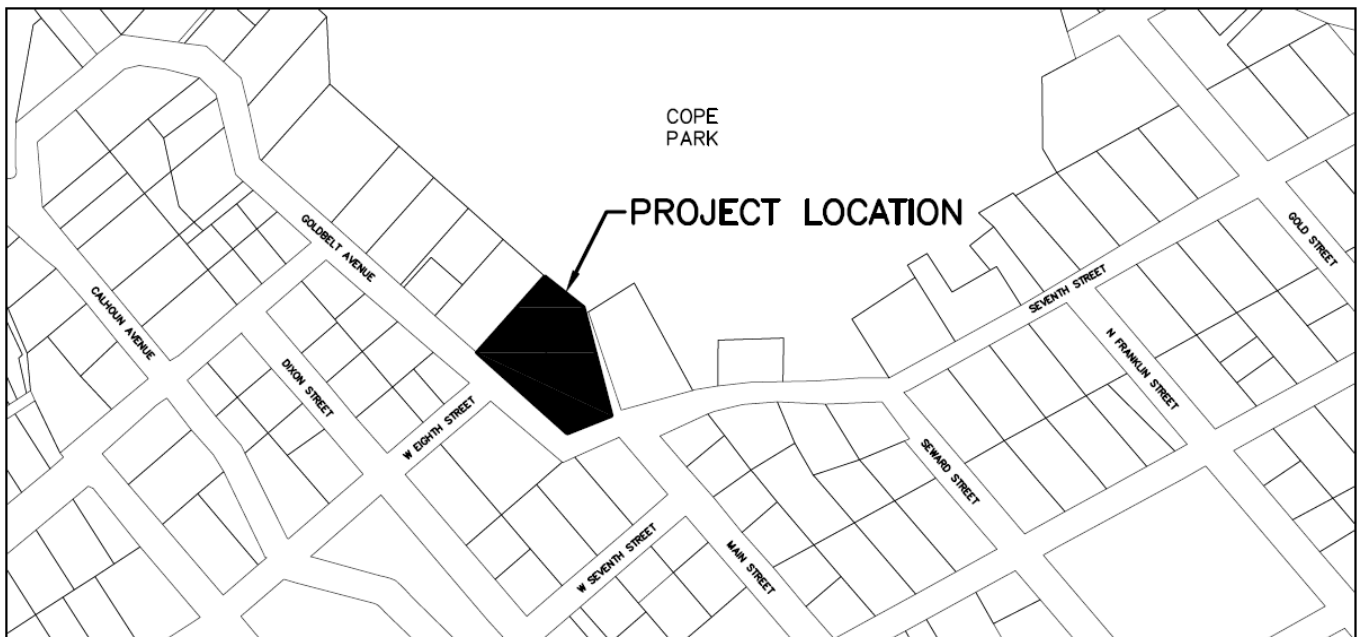 COPE
PARK
PROJECT LOCATION
GOLDBELT AVENUE
CALHOUN AVENUE
DIXON STREET
W EIGHTH STREET
W SEVENTH STREET
MAIN STREET
SEWARD STREET
SEVENTH STREET
N FRANKLIN STREET
GOLD STREET